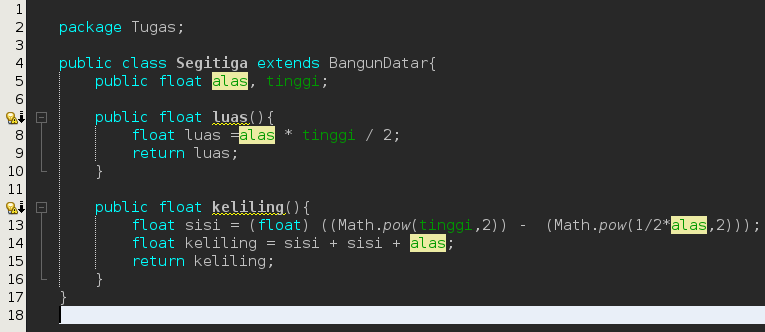 1
2 package Tugas;
3
4 public class Segitiga extends BangunDatar{
5 public float alas, tinggi;
6
public float luas(){
8 float luas =alas * tinggi / 2;
9 return luas;
10 }
11
public float keliling(){
13 float sisi = (float) ((Math.pow(tinggi,2)) - (Math.pow(1/2*alas,2)));
14 float keliling = sisi + sisi + alas;
15 return keliling;
16 }
17 }
18